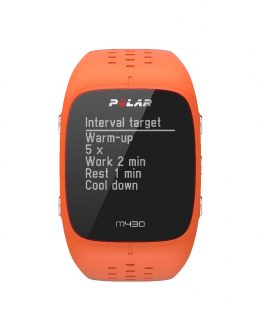 POLAR
Interval target
Warm-up
5 x
Work 2 min
Rest 1 min
Cool down
M430